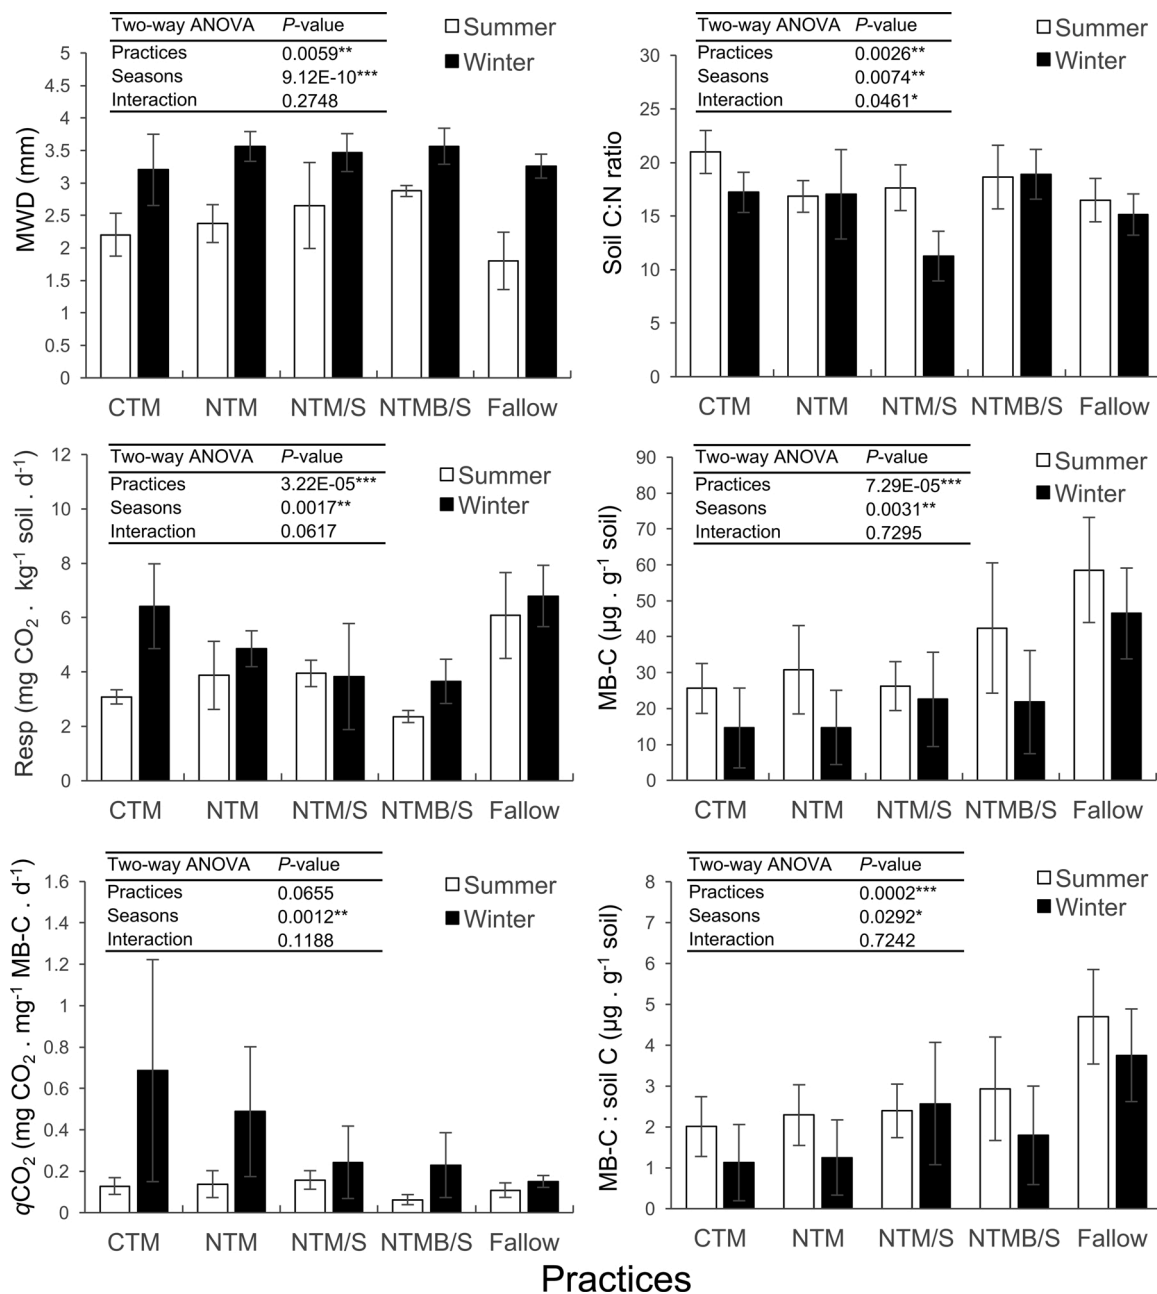 Two-way ANOVA P-value
Practices 0.0059**
Seasons 9.12E-10***
Interaction 0.2748
Summer
Winter
MWD (mm)
5
4.5
4
3.5
3
2.5
2
1.5
1
0.5
0
CTM NTM NTM/S NTMB/S Fallow
Two-way ANOVA P-value
Practices 0.0026**
Seasons 0.0074**
Interaction 0.0461*
Summer
Winter
Soil C:N ratio
30
25
20
15
10
5
0
CTM NTM NTM/S NTMB/S Fallow
Two-way ANOVA P-value
Practices 3.22E-05***
Seasons 0.0017**
Interaction 0.0617
Summer
Winter
Resp (mg CO₂ . kg⁻¹ soil . d⁻¹)
12
10
8
6
4
2
0
CTM NTM NTM/S NTMB/S Fallow
Two-way ANOVA P-value
Practices 7.29E-05***
Seasons 0.0031**
Interaction 0.7295
Summer
Winter
MB-C (µg . g⁻¹ soil)
90
80
70
60
50
40
30
20
10
0
CTM NTM NTM/S NTMB/S Fallow
Two-way ANOVA P-value
Practices 0.0655
Seasons 0.0012**
Interaction 0.1188
Summer
Winter
qCO₂ (mg CO₂ . mg⁻¹ MB-C . d⁻¹)
1.6
1.4
1.2
1
0.8
0.6
0.4
0.2
0
CTM NTM NTM/S NTMB/S Fallow
Two-way ANOVA P-value
Practices 0.0002***
Seasons 0.0292*
Interaction 0.7242
Summer
Winter
MB-C : soil C (µg . g⁻¹ soil)
8
7
6
5
4
3
2
1
0
CTM NTM NTM/S NTMB/S Fallow
Practices